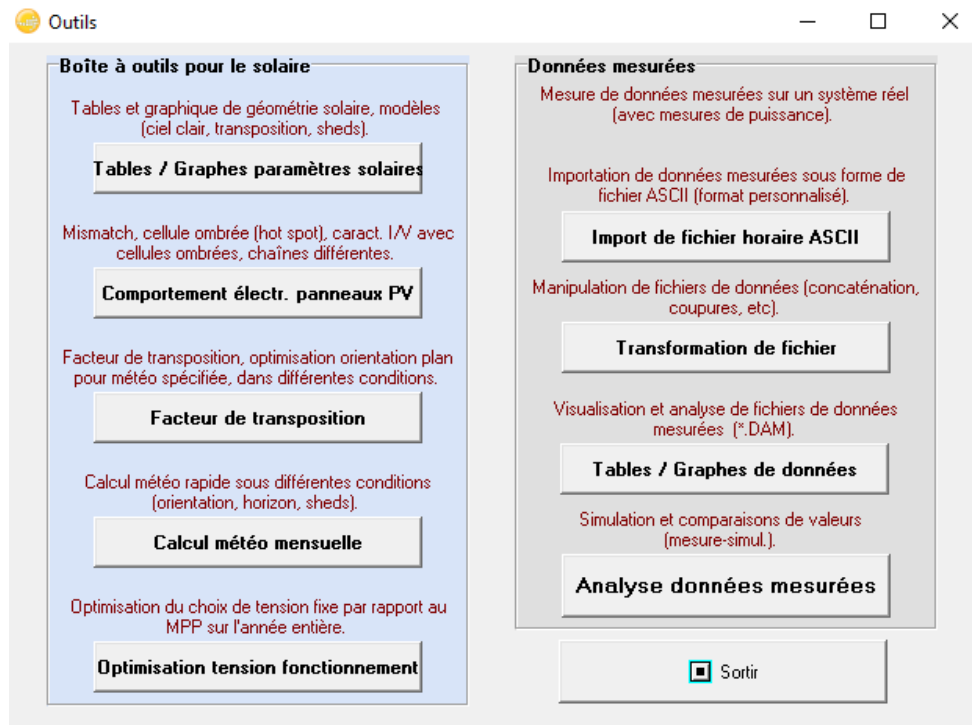 Outils
Boîte à outils pour le solaire
Tables et graphique de géométrie solaire, modèles
(ciel clair, transposition, sheds).
Tables / Graphes paramètres solaires
Mismatch, cellule ombrée (hot spot), caract. I/V avec
cellules ombrées, chaînes différentes.
Comportement électr. panneaux PV
Facteur de transposition, optimisation orientation plan
pour météo spécifiée, dans différentes conditions.
Facteur de transposition
Calcul météo rapide sous différentes conditions
(orientation, horizon, sheds).
Calcul météo mensuelle
Optimisation du choix de tension fixe par rapport au
MPP sur l'année entière.
Optimisation tension fonctionnement
Données mesurées
Mesure de données mesurées sur un système réel
(avec mesures de puissance).
Importation de données mesurées sous forme de
fichier ASCII (format personnalisé).
Import de fichier horaire ASCII
Manipulation de fichiers de données (concaténation,
coupures, etc).
Transformation de fichier
Visualisation et analyse de fichiers de données
mesurées (*.DAM).
Tables / Graphes de données
Simulation et comparaisons de valeurs
(mesure-simul.).
Analyse données mesurées
Sortir